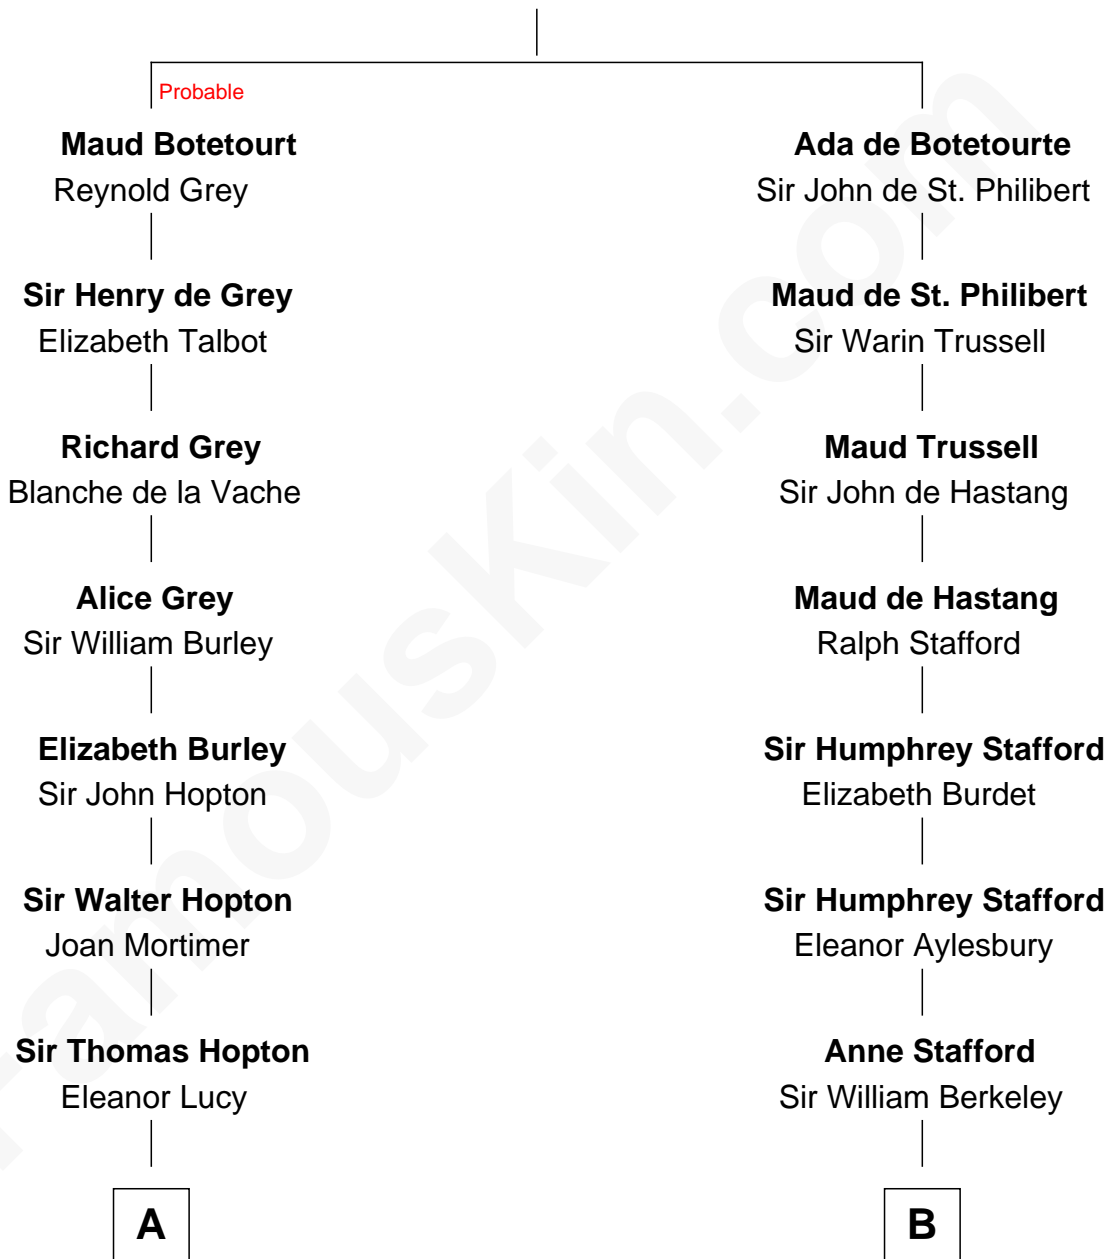 Probable
Maud Botetourt
Reynold Grey
Sir Henry de Grey
Elizabeth Talbot
Richard Grey
Blanche de la Vache
Alice Grey
Sir William Burley
Elizabeth Burley
Sir John Hopton
Sir Walter Hopton
Joan Mortimer
Sir Thomas Hopton
Eleanor Lucy
A
Ada de Botetourte
Sir John de St. Philibert
Maud de St. Philibert
Sir Warin Trussell
Maud Trussell
Sir John de Hastang
Maud de Hastang
Ralph Stafford
Sir Humphrey Stafford
Elizabeth Burdet
Sir Humphrey Stafford
Eleanor Aylesbury
Anne Stafford
Sir William Berkeley
B
FamousKin.com